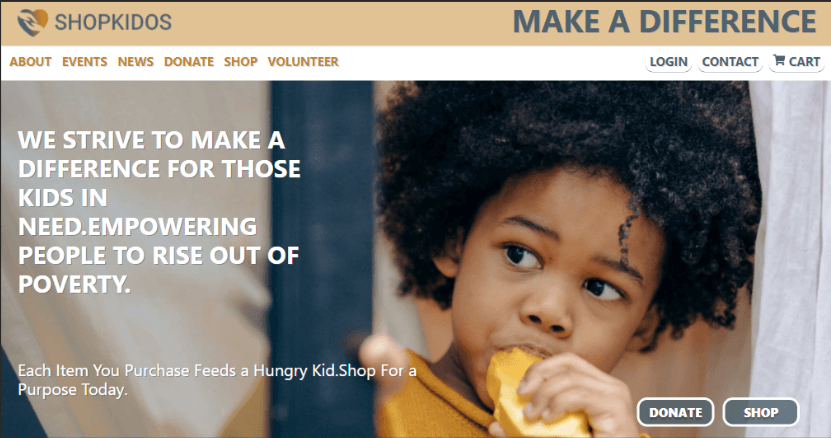 SHOPKIDOS
MAKE A DIFFERENCE
ABOUT EVENTS NEWS DONATE SHOP VOLUNTEER
LOGIN CONTACT CART
WE STRIVE TO MAKE A
DIFFERENCE FOR THOSE
KIDS IN
NEED.EMPOWERING
PEOPLE TO RISE OUT OF
POVERTY.
Each Item You Purchase Feeds a Hungry Kid.Shop For a
Purpose Today.
DONATE SHOP